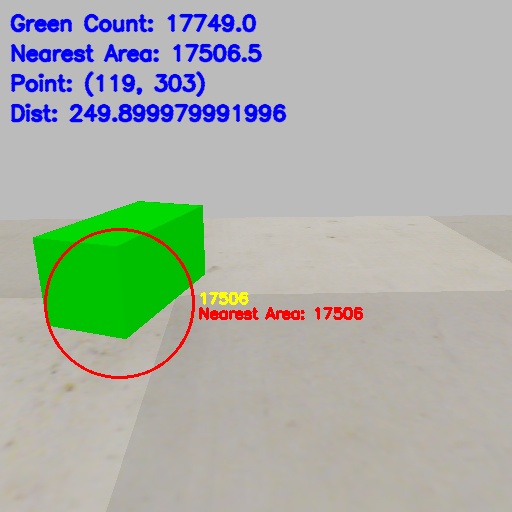 Green Count: 17749.0
Nearest Area: 17506.5
Point: (119, 303)
Dist: 249.899979991996
17506
Nearest Area: 17506